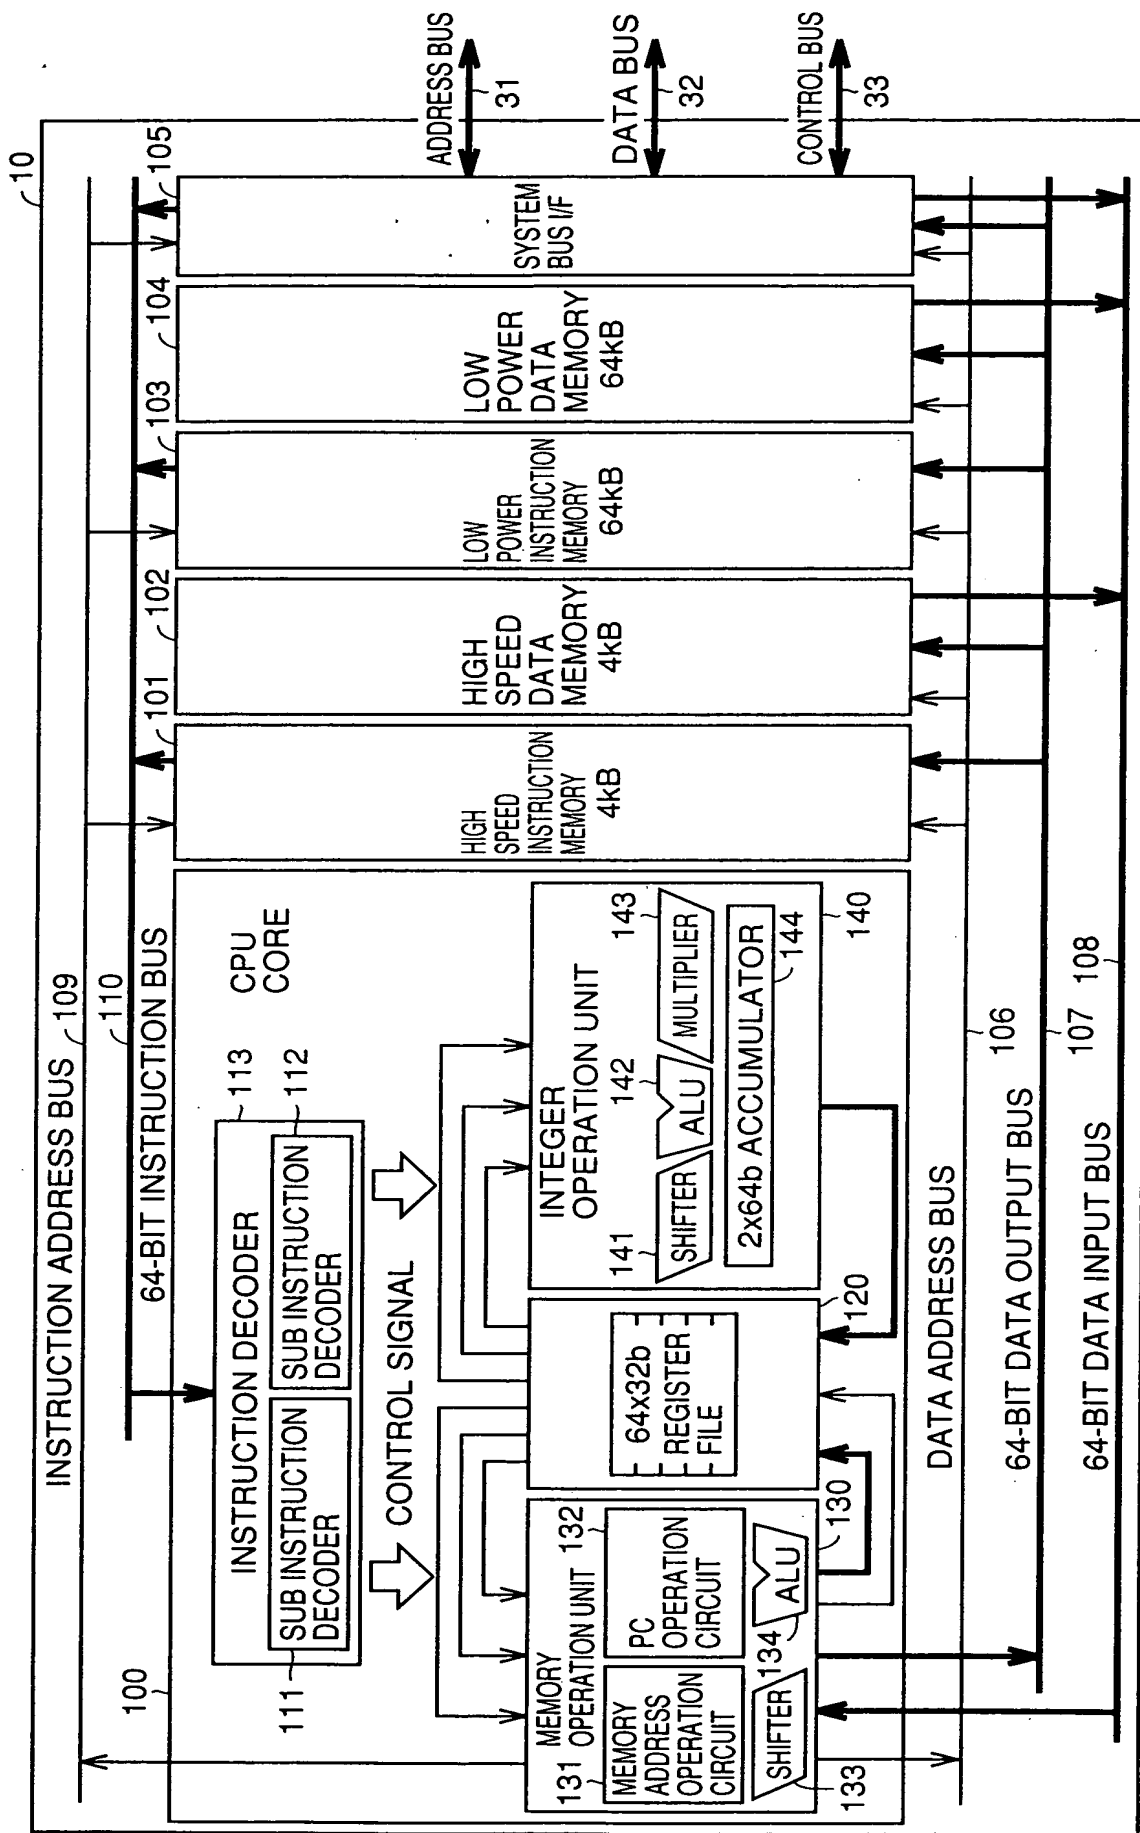 10
INSTRUCTION ADDRESS BUS
109
110
64-BIT INSTRUCTION BUS
100
CPU
CORE
113
INSTRUCTION DECODER
SUB INSTRUCTION
DECODER
111
SUB INSTRUCTION
DECODER
112
CONTROL SIGNAL
MEMORY
OPERATION UNIT
131
MEMORY
ADDRESS
OPERATION
CIRCUIT
132
PC
OPERATION
CIRCUIT
SHIFTER
133
ALU
134
130
64x32b
REGISTER
FILE
120
INTEGER
OPERATION UNIT
141
SHIFTER
142
ALU
143
MULTIPLIER
2x64b ACCUMULATOR
144
140
101
HIGH
SPEED
INSTRUCTION
MEMORY
4kB
102
HIGH
SPEED
DATA
MEMORY
4kB
103
LOW
POWER
INSTRUCTION
MEMORY
64kB
104
LOW
POWER
DATA
MEMORY
64kB
105
SYSTEM
BUS I/F
ADDRESS BUS
31
DATA BUS
32
CONTROL BUS
33
DATA ADDRESS BUS
106
64-BIT DATA OUTPUT BUS
107
64-BIT DATA INPUT BUS
108